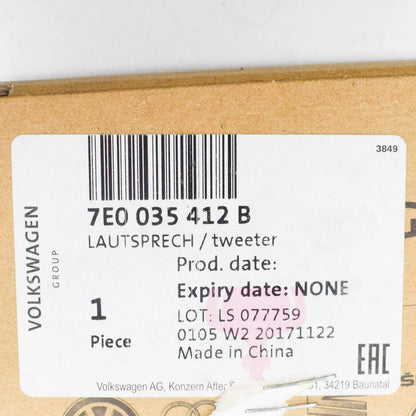 3849
7E0 035 412 B
LAUTSPRECH / tweeter
Prod. date:
Expiry date: NONE
1
Piece
LOT: LS 077759
0105 W2 20171122
Made in China
EAC
VOLKSWAGEN
GROUP
Volkswagen AG, Konzern After 1, 34219 Baunatal